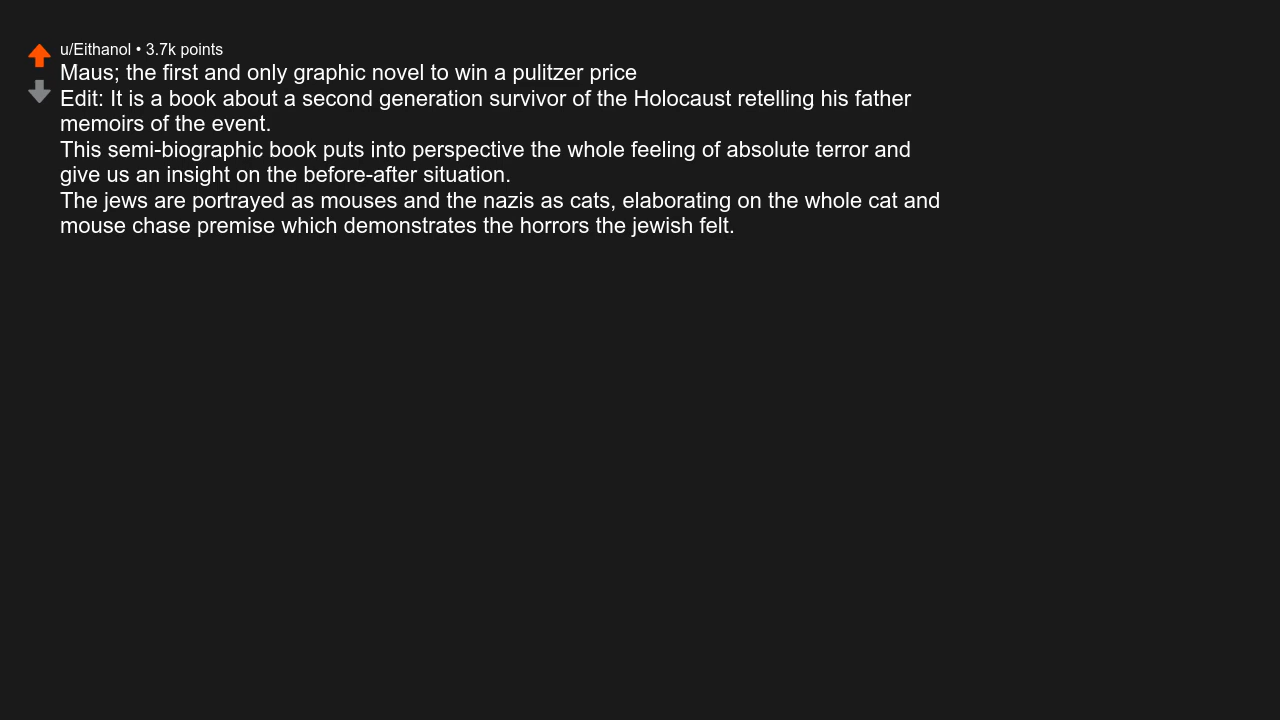 u/Eithanol • 3.7k points
Maus; the first and only graphic novel to win a pulitzer price
Edit: It is a book about a second generation survivor of the Holocaust retelling his father
memoirs of the event.
This semi-biographic book puts into perspective the whole feeling of absolute terror and
give us an insight on the before-after situation.
The jews are portrayed as mouses and the nazis as cats, elaborating on the whole cat and
mouse chase premise which demonstrates the horrors the jewish felt.